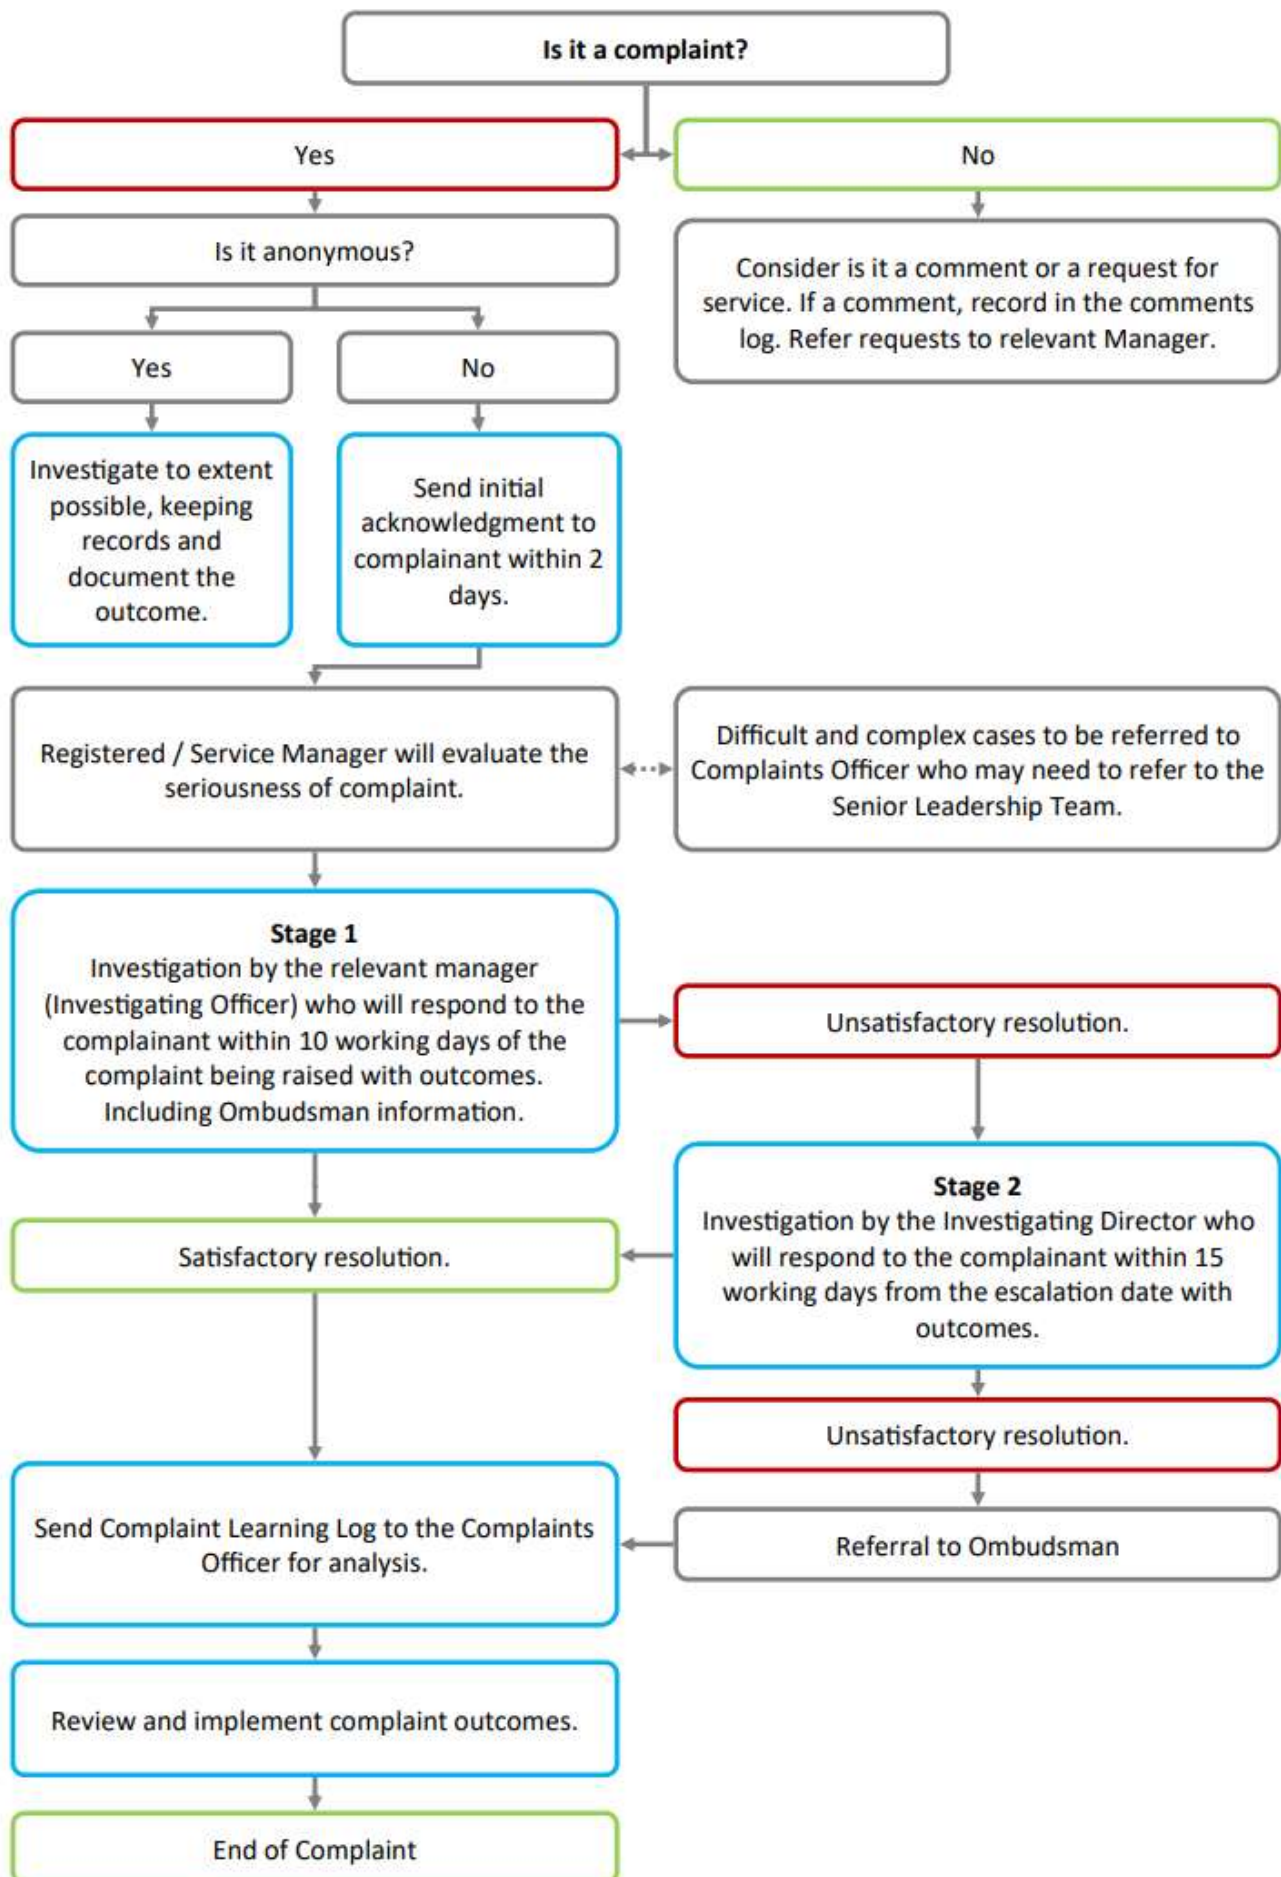 Is it a complaint?
Yes
No
Is it anonymous?
Consider is it a comment or a request for
service. If a comment, record in the comments
log. Refer requests to relevant Manager.
Yes
No
Investigate to extent
possible, keeping
records and
document the
outcome.
Send initial
acknowledgment to
complainant within 2
days.
Registered / Service Manager will evaluate the
seriousness of complaint.
Difficult and complex cases to be referred to
Complaints Officer who may need to refer to the
Senior Leadership Team.
Stage 1
Investigation by the relevant manager
(Investigating Officer) who will respond to the
complainant within 10 working days of the
complaint being raised with outcomes.
Including Ombudsman information.
Unsatisfactory resolution.
Stage 2
Investigation by the Investigating Director who
will respond to the complainant within 15
working days from the escalation date with
outcomes.
Satisfactory resolution.
Unsatisfactory resolution.
Send Complaint Learning Log to the Complaints
Officer for analysis.
Referral to Ombudsman
Review and implement complaint outcomes.
End of Complaint